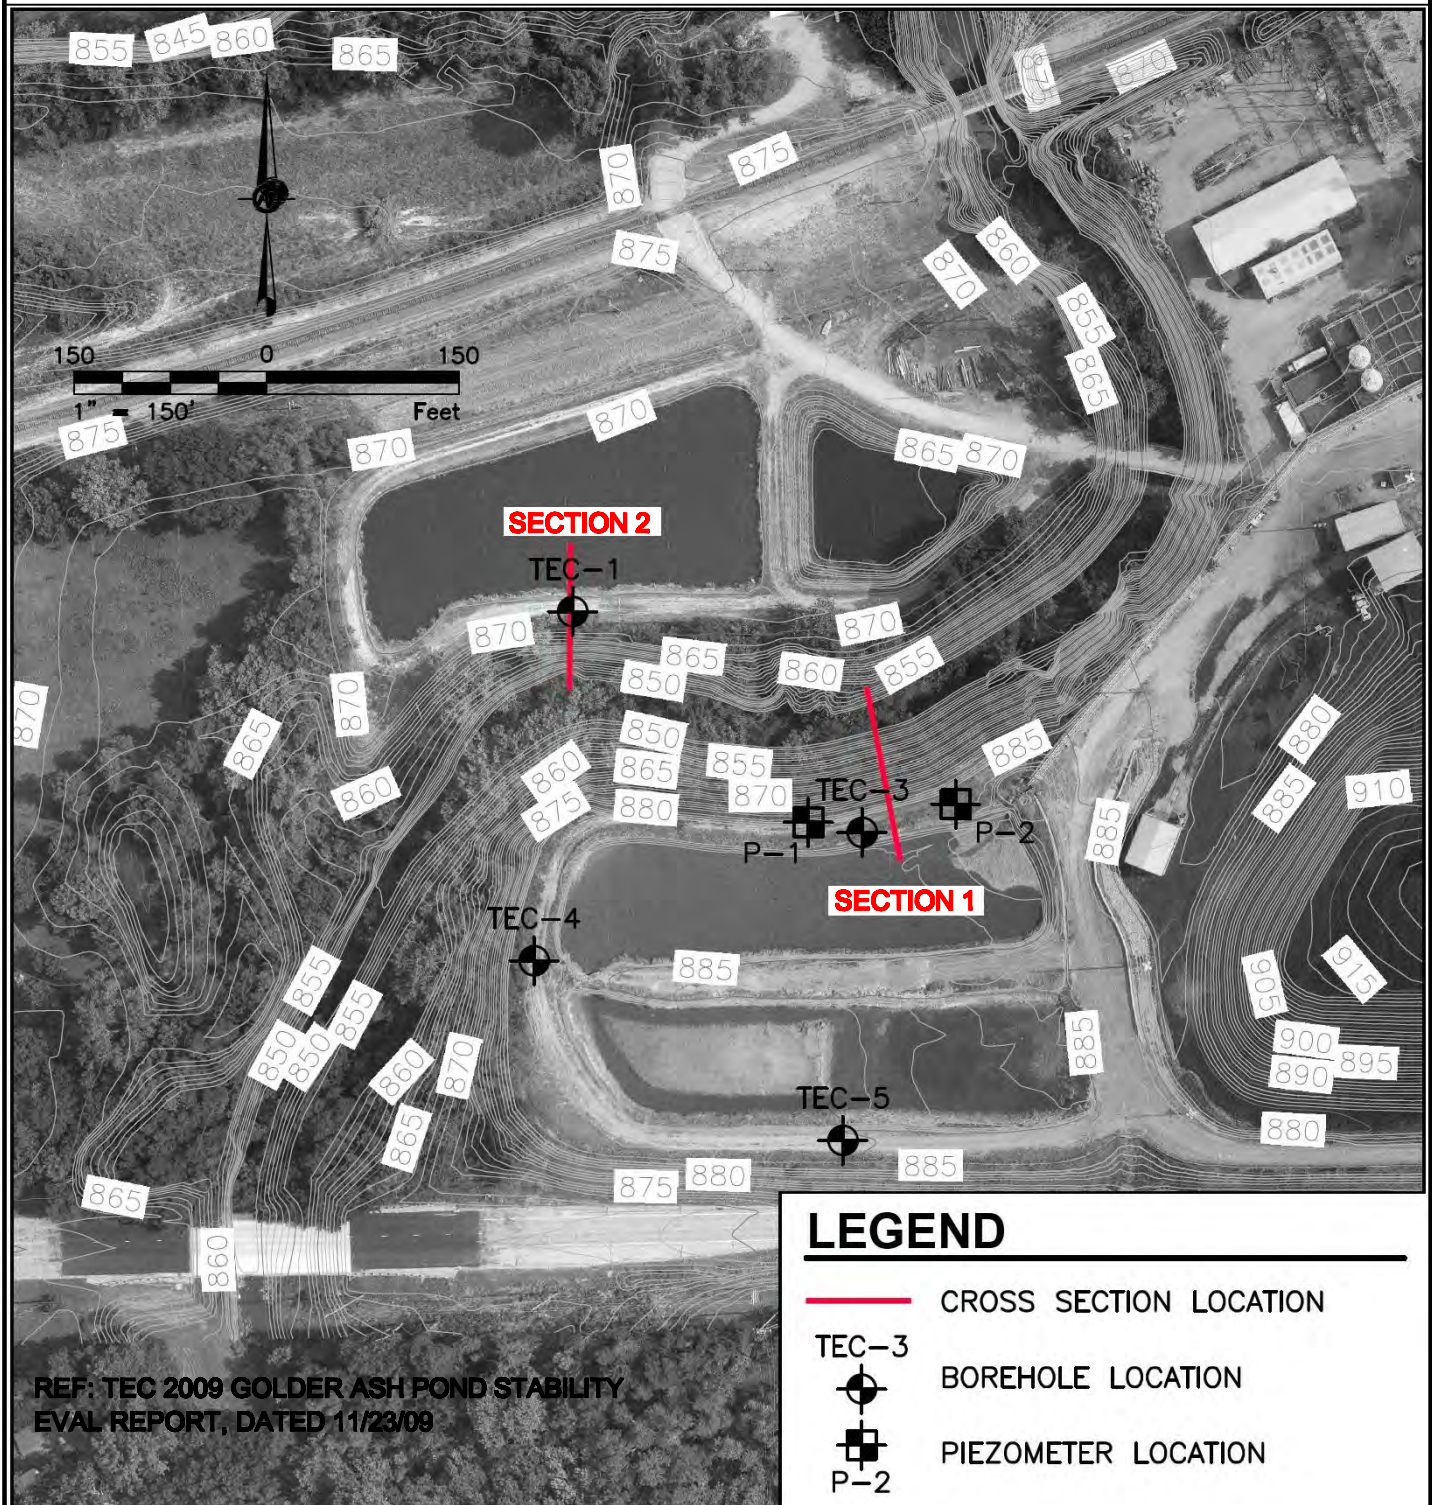 855 845 860 865
87 870
875
870
875
860
870
855
865
150 0 150
1" = 150' Feet
875
870
870
865 870
SECTION 2
TEC-1
870
870
865
860
855
850
870
870
865
850
885
880
860
855
865
870
880
860
875
TEC-3
885
910
885
P-1
P-2
SECTION 1
TEC-4
885
855
855
850
850
860
870
865
905
915
885
900
895
890
TEC-5
880
885
880
875
865
860
LEGEND
CROSS SECTION LOCATION
TEC-3
BOREHOLE LOCATION
PIEZOMETER LOCATION
P-2
REF: TEC 2009 GOLDER ASH POND STABILITY
EVAL REPORT, DATED 11/23/09